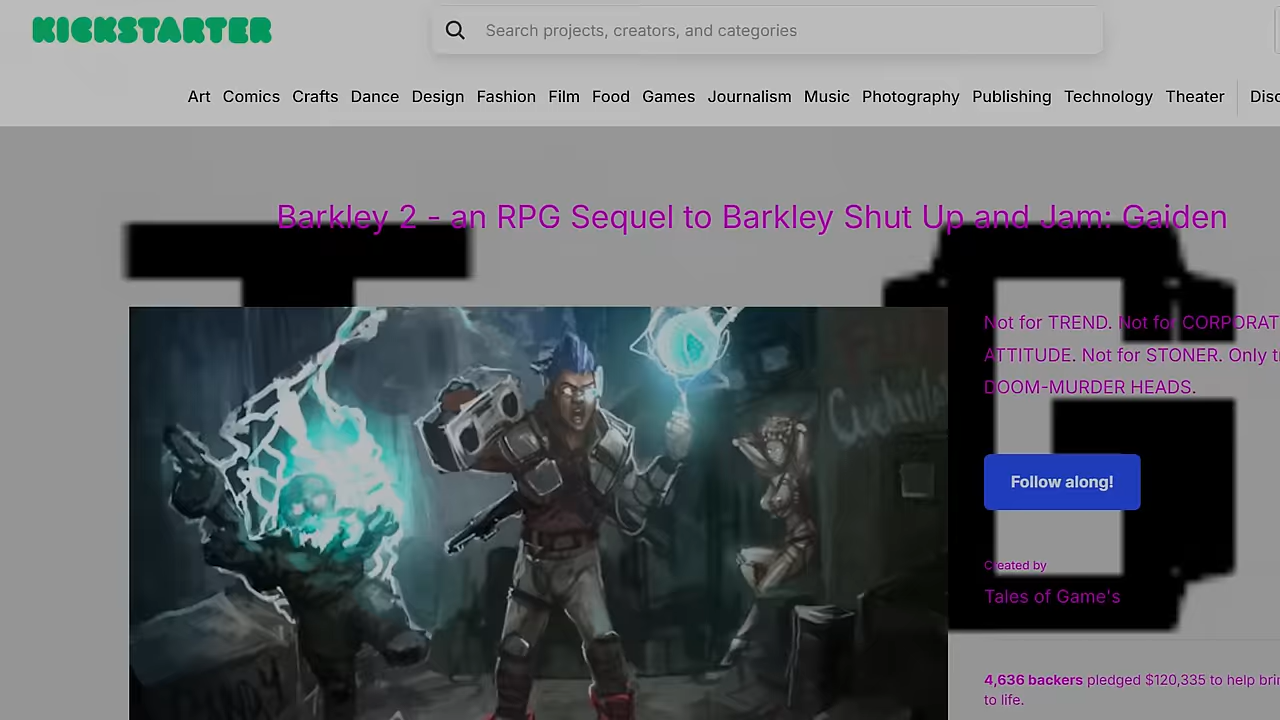 KICKSTARTER
Search projects, creators, and categories
Art Comics Crafts Dance Design Fashion Film Food Games Journalism Music Photography Publishing Technology Theater Disc
Barkley 2 - an RPG Sequel to Barkley Shut Up and Jam: Gaiden
Not for TREND. Not for CORPORAT
ATTITUDE. Not for STONER. Only t
DOOM-MURDER HEADS.
Follow along!
Created by
Tales of Game's
4,636 backers pledged $120,335 to help brin
to life.